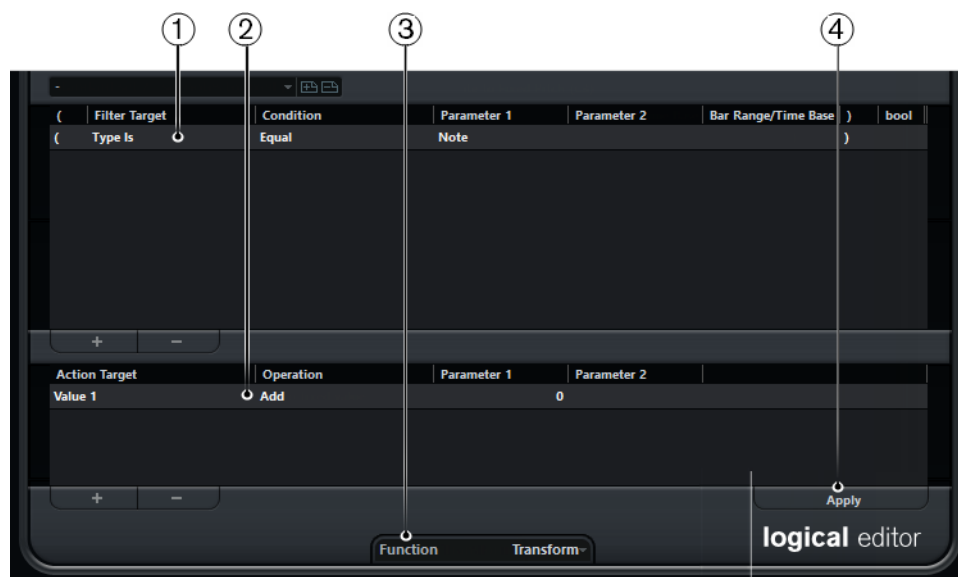 1 2 3 4
-
( Filter Target Condition Parameter 1 Parameter 2 Bar Range/Time Base ) bool
( Type Is Equal Note )
+ −
Action Target Operation Parameter 1 Parameter 2
Value 1 Add 0
+ −
Apply
logical editor
Function Transform